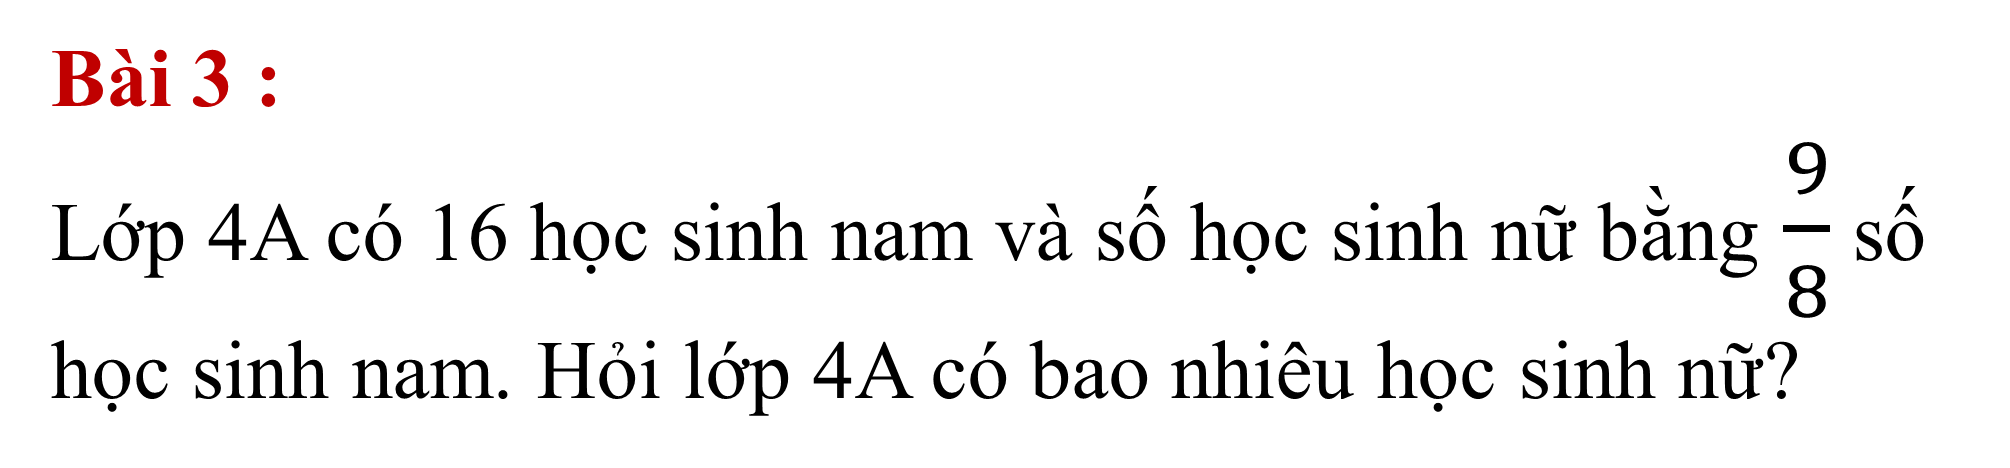 Bài 3 :
Lớp 4A có 16 học sinh nam và số học sinh nữ bằng 9/8 số
học sinh nam. Hỏi lớp 4A có bao nhiêu học sinh nữ?